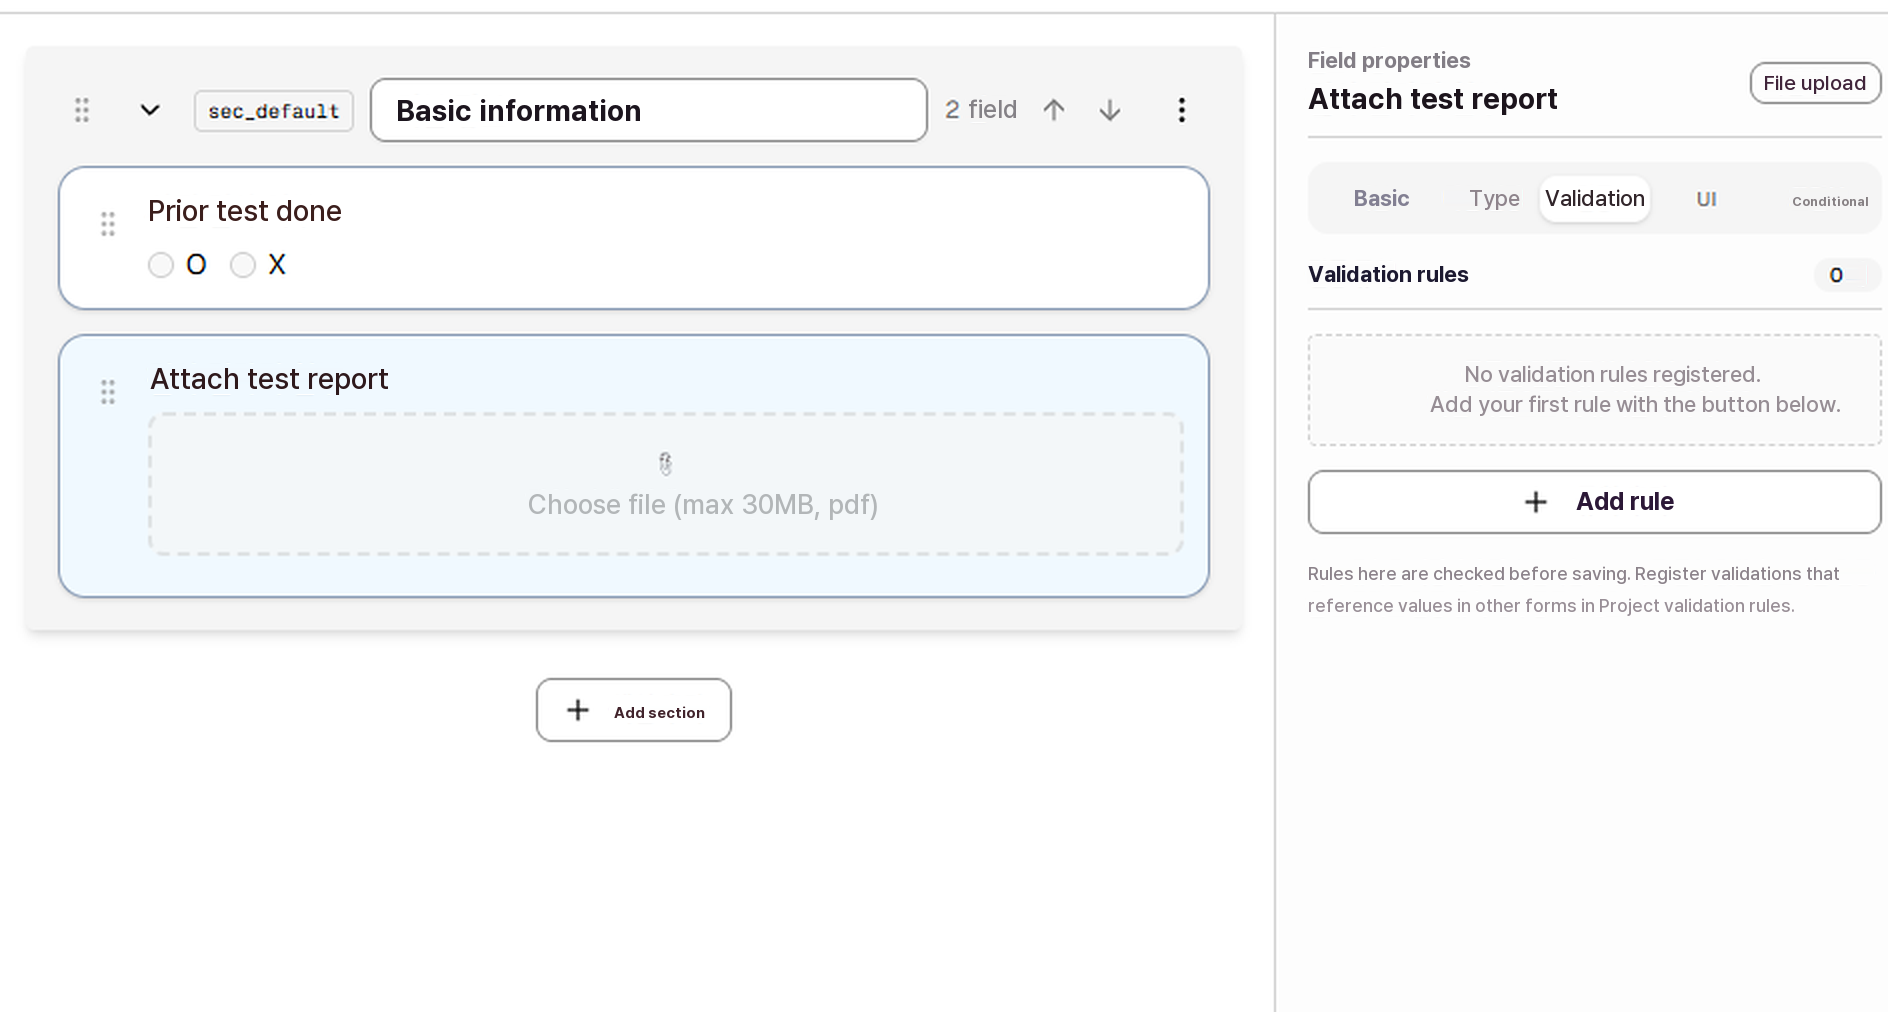 sec_default
Basic information
2 field
Prior test done
O X
Attach test report
Choose file (max 30MB, pdf)
Add section
Field properties
Attach test report
File upload
Basic Type Validation UI Conditional
Validation rules
0
No validation rules registered.
Add your first rule with the button below.
Add rule
Rules here are checked before saving. Register validations that
reference values in other forms in Project validation rules.